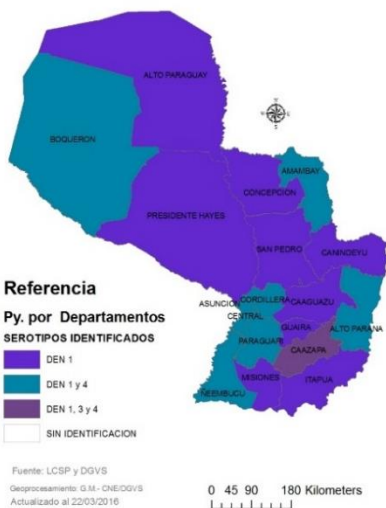 ALTO PARAGUAY
BOQUERON
AMAMBAY
CONCEPCION
PRESIDENTE HAYES
SAN PEDRO
CANINDEYU
ASUNCION
CORDILLERA
CAAGUAZU
CENTRAL
ALTO PARANA
GUAIRA
PARAGUARI
CAAZAPA
MISIONES
ITAPUA
ÑEEMBUCU
Referencia
Py. por Departamentos
SEROTIPOS IDENTIFICADOS
DEN 1
DEN 1 y 4
DEN 1, 3 y 4
SIN IDENTIFICACION
Fuente: LCSP y DGVS
Geoprocesamiento: G.M.- CNE/DGVS
Actualizado al 22/03/2016
0 45 90 180 Kilometers